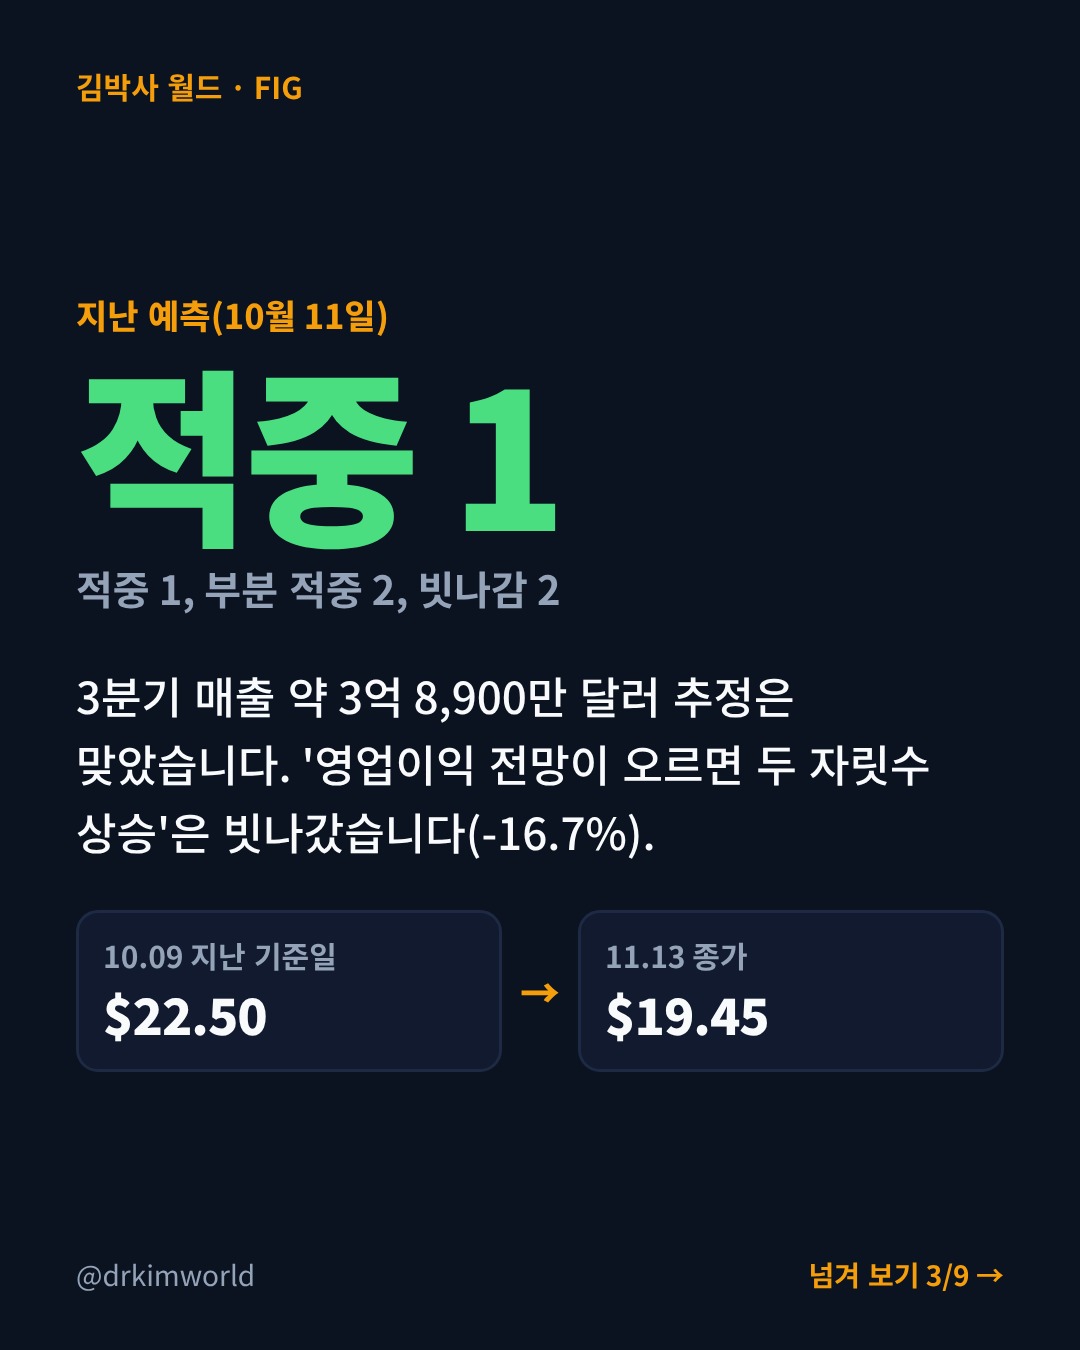 김박사 월드 · FIG
지난 예측(10월 11일)
적중 1
적중 1, 부분 적중 2, 빗나감 2
3분기 매출 약 3억 8,900만 달러 추정은
맞았습니다. '영업이익 전망이 오르면 두 자릿수
상승'은 빗나갔습니다(-16.7%).
10.09 지난 기준일
$22.50
→
11.13 종가
$19.45
@drkimworld
넘겨 보기 3/9 →